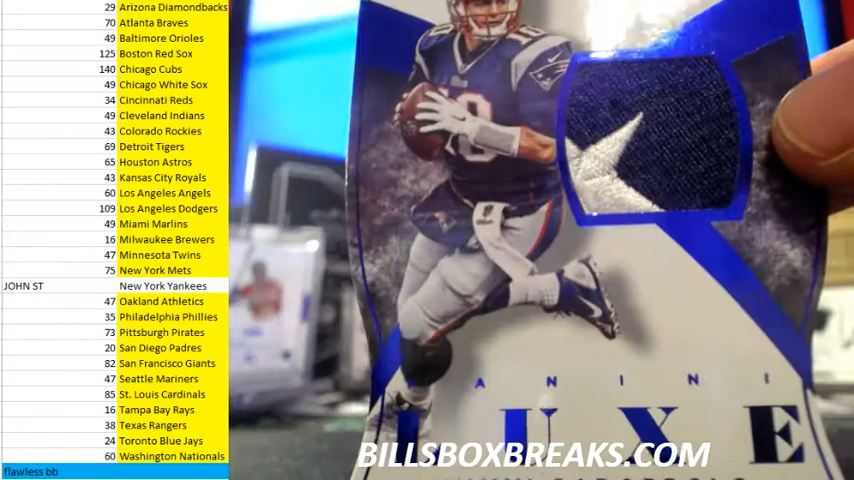 29 Arizona Diamondbacks
70 Atlanta Braves
49 Baltimore Orioles
125 Boston Red Sox
140 Chicago Cubs
49 Chicago White Sox
34 Cincinnati Reds
49 Cleveland Indians
43 Colorado Rockies
69 Detroit Tigers
65 Houston Astros
43 Kansas City Royals
60 Los Angeles Angels
109 Los Angeles Dodgers
49 Miami Marlins
16 Milwaukee Brewers
47 Minnesota Twins
75 New York Mets
JOHN ST New York Yankees
47 Oakland Athletics
35 Philadelphia Phillies
73 Pittsburgh Pirates
20 San Diego Padres
82 San Francisco Giants
47 Seattle Mariners
85 St. Louis Cardinals
16 Tampa Bay Rays
38 Texas Rangers
24 Toronto Blue Jays
60 Washington Nationals
flawless bb
10
PANINI
LUXE
BILLSBOXBREAKS.COM